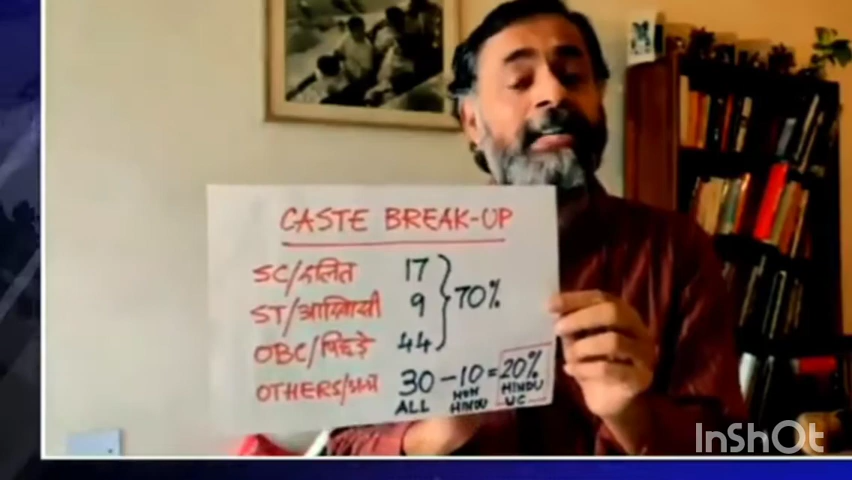 CASTE BREAK-UP
SC/दलित 17
ST/आदिवासी 9
OBC/पिछड़े 44
} 70%
OTHERS/अन्य 30 - 10 = 20%
ALL NON HINDU HINDU UC
InShOt